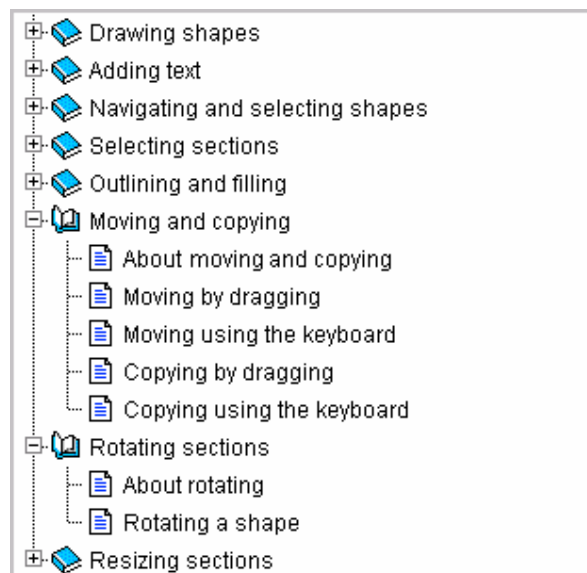 Drawing shapes
Adding text
Navigating and selecting shapes
Selecting sections
Outlining and filling
Moving and copying
About moving and copying
Moving by dragging
Moving using the keyboard
Copying by dragging
Copying using the keyboard
Rotating sections
About rotating
Rotating a shape
Resizing sections